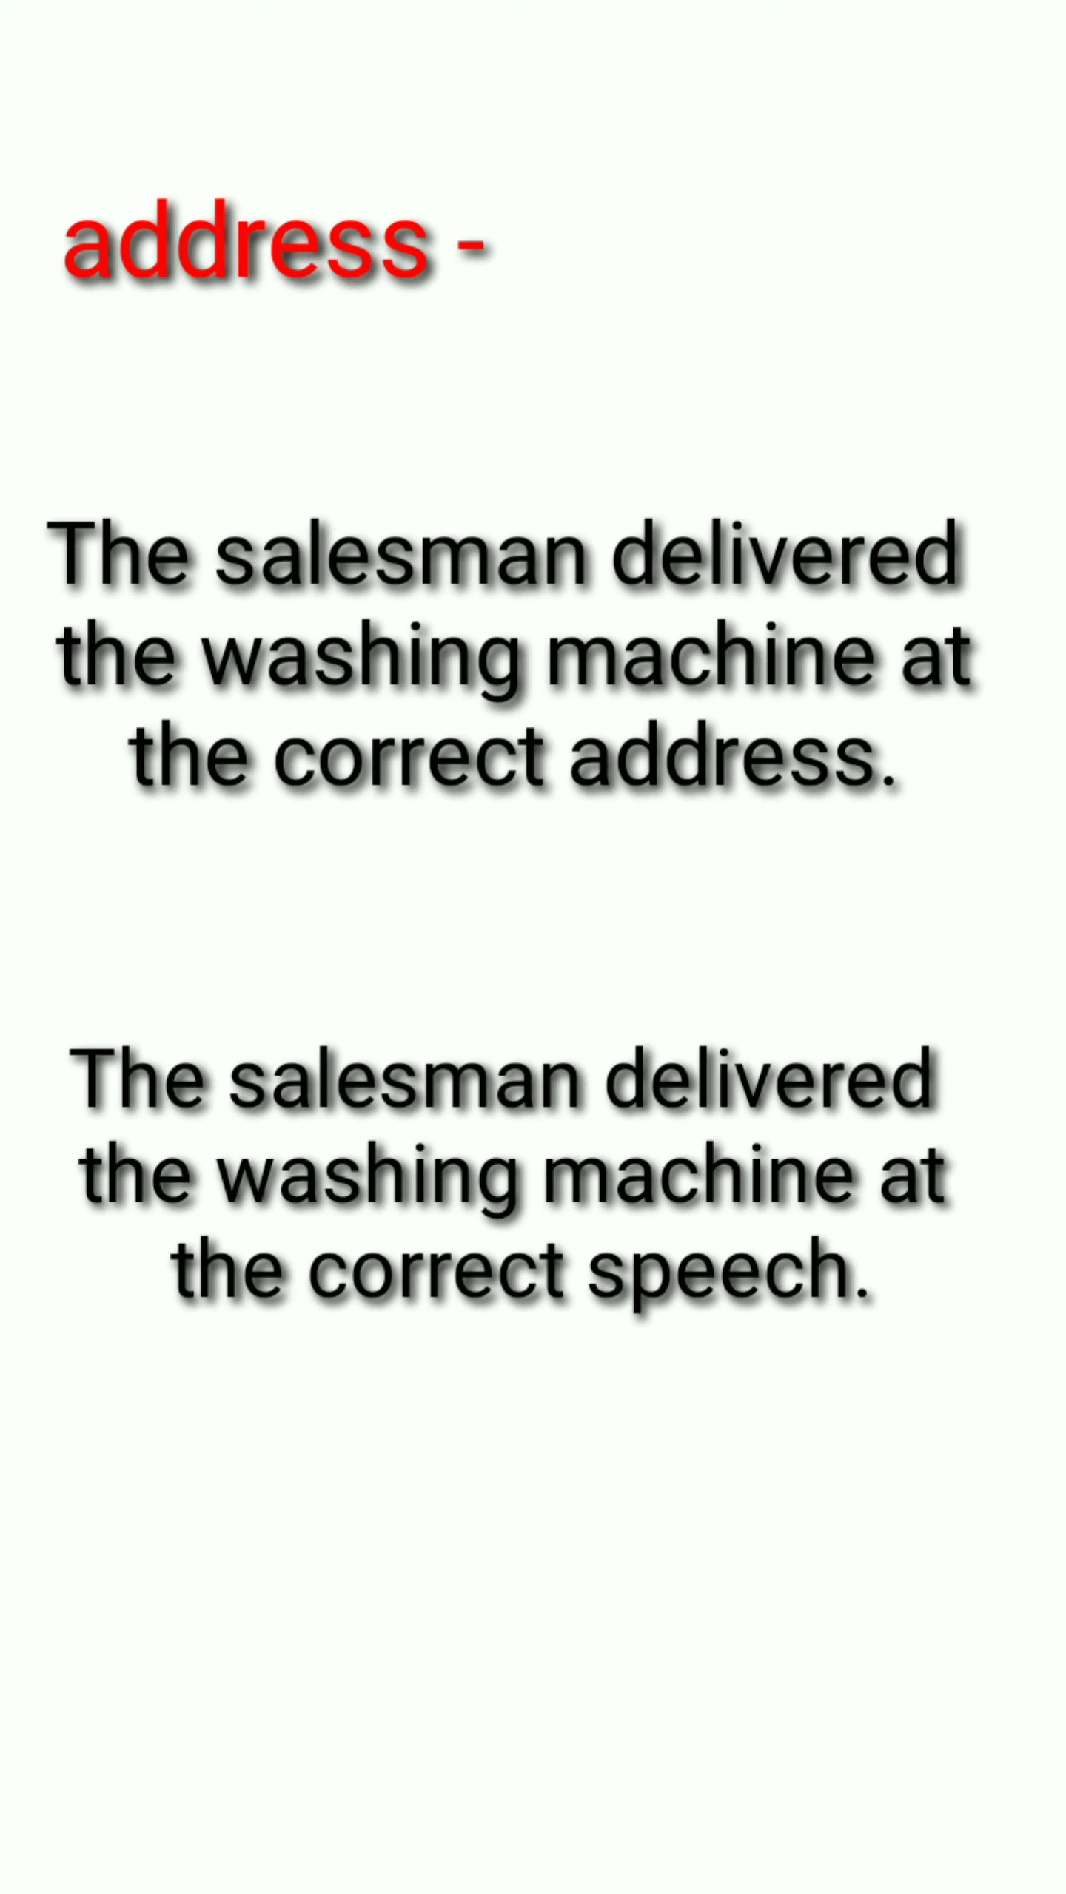 address -
The salesman delivered
the washing machine at
the correct address.
The salesman delivered
the washing machine at
the correct speech.